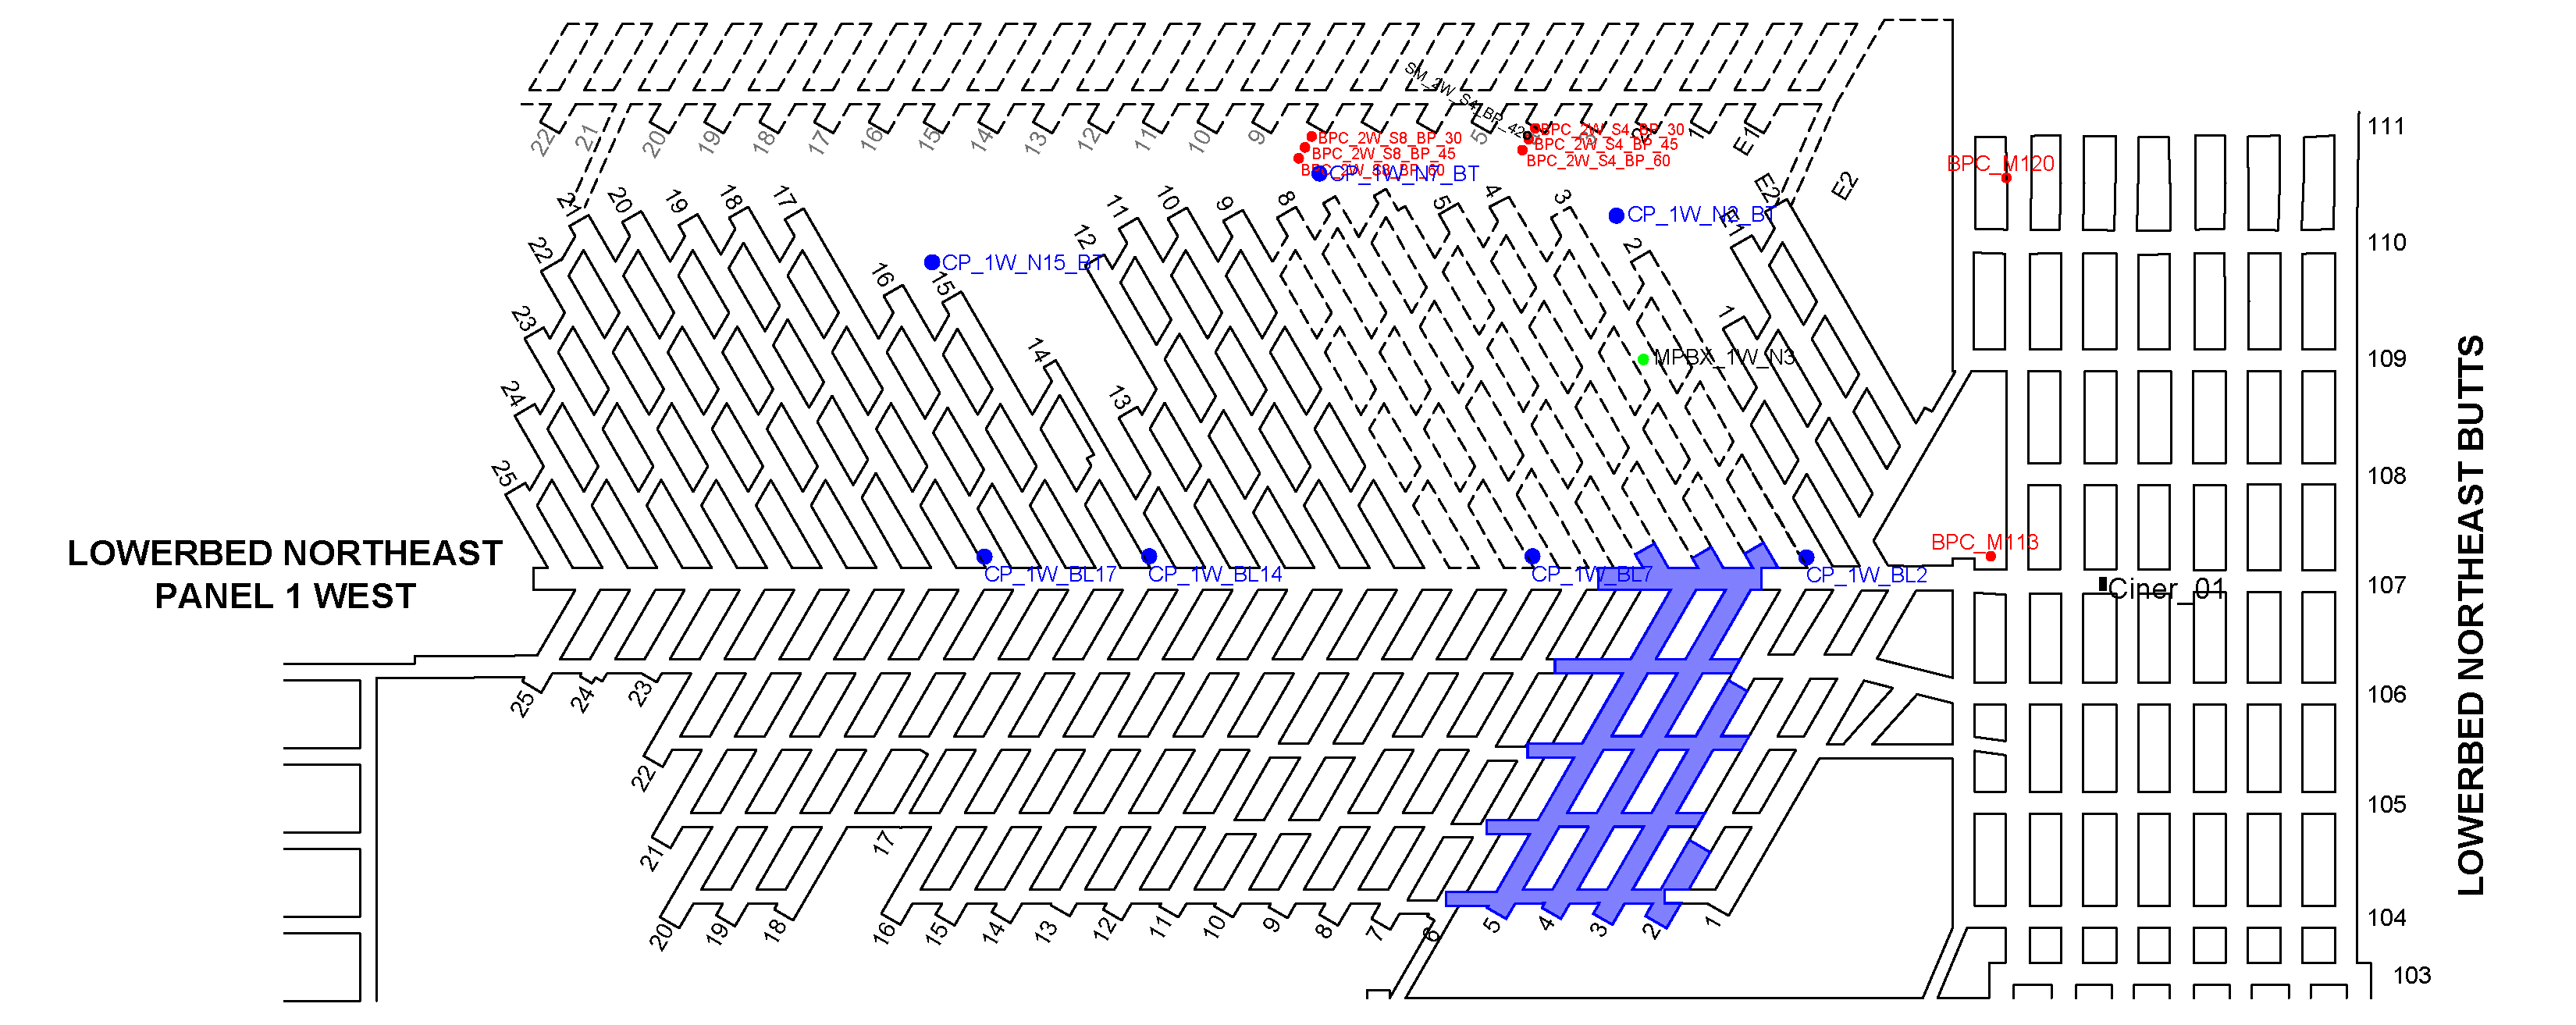 SM_2W_S4_BP_42
22 21 20 19 18 17 16 15 14 13 12 11 10 9 5 1 E1
BPC_2W_S8_BP_30
BPC_2W_S8_BP_45
BPC_2W_S8_BP_60
BPC_2W_S4_BP_30
BPC_2W_S4_BP_45
BPC_2W_S4_BP_60
CP_1W_N7_BT
CP_1W_N2_BT
CP_1W_N15_BT
E2 E2
E1
21 20 19 18 17
22
23
24
25
16 15
14
12 11 10 9 8
13
5 4 3
2
1
MPBX_1W_N3
BPC_M120
BPC_M113
Ciner_01
CP_1W_BL17
CP_1W_BL14
CP_1W_BL7
CP_1W_BL2
LOWERBED NORTHEAST
PANEL 1 WEST
25 24 23
22
21
20 19 18
17
16 15 14 13 12 11 10 9 8 7 6 5 4 3 2 1
111
110
109
108
107
106
105
104
103
LOWERBED NORTHEAST BUTTS